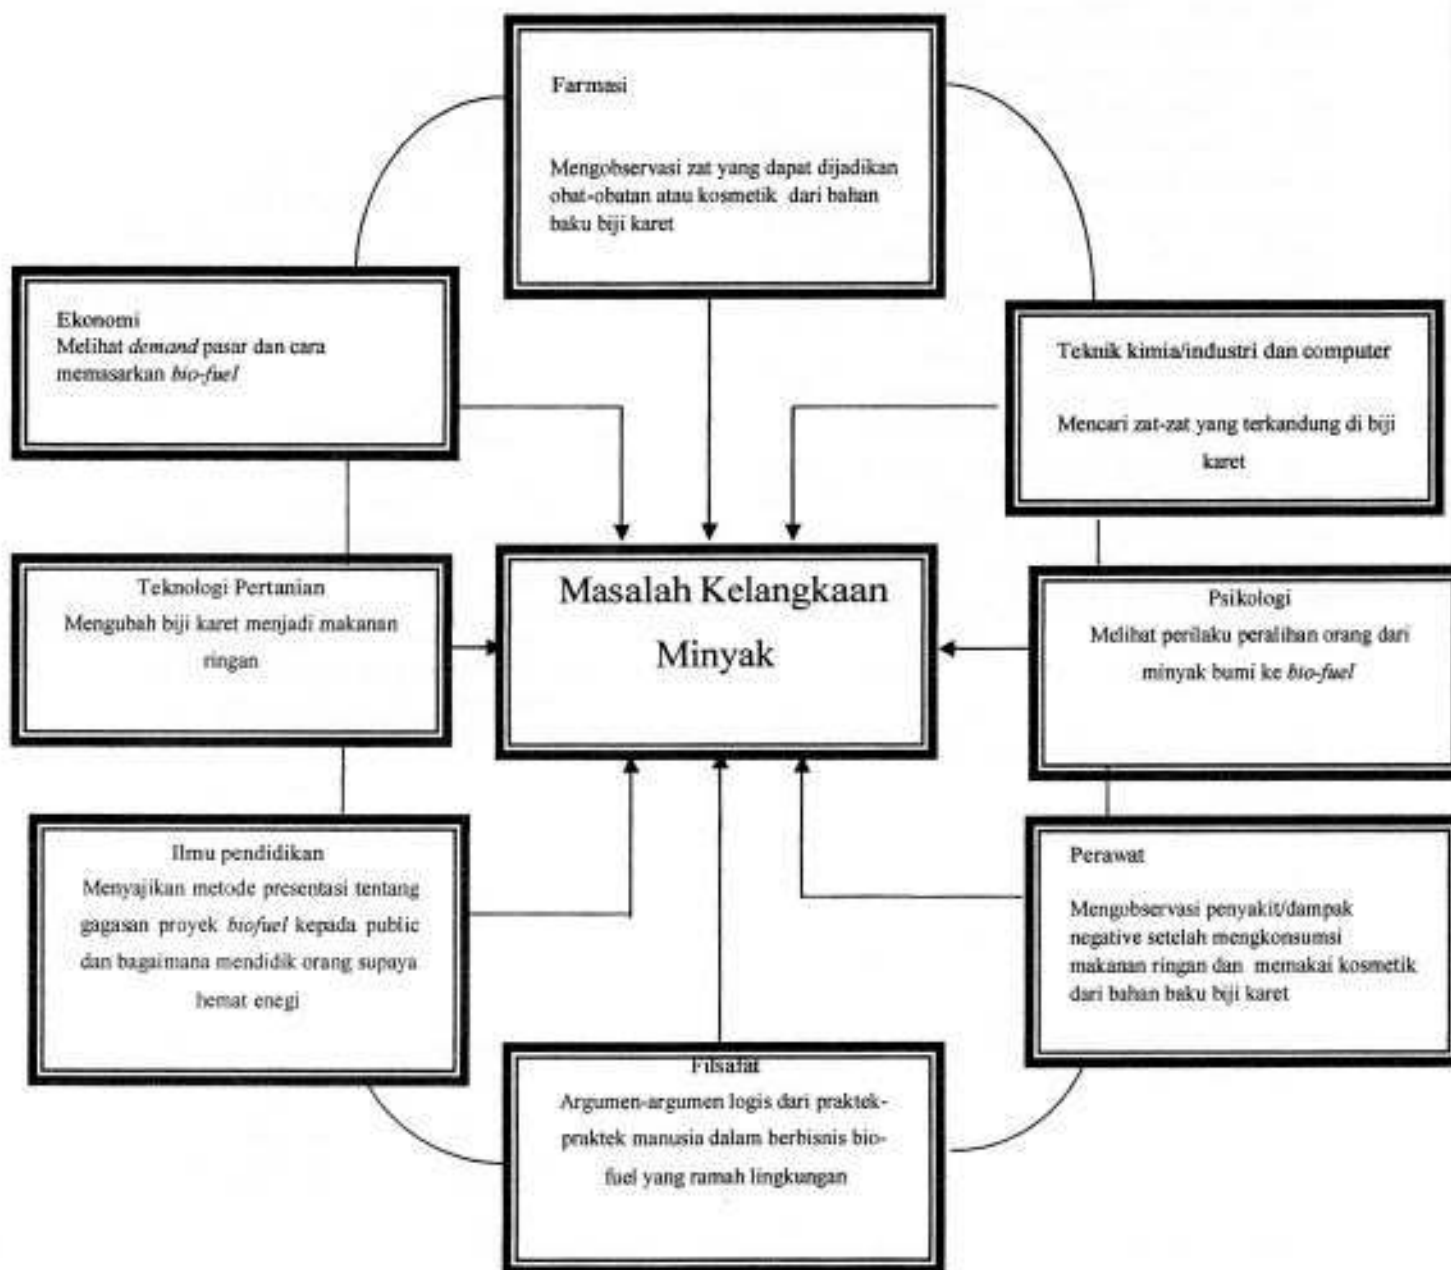 Farmasi
Mengobservasi zat yang dapat dijadikan
obat-obatan atau kosmetik dari bahan
baku biji karet
Ekonomi
Melihat demand pasar dan cara
memasarkan bio-fuel
Teknik kimia/industri dan computer
Mencari zat-zat yang terkandung di biji
karet
Teknologi Pertanian
Mengubah biji karet menjadi makanan
ringan
Masalah Kelangkaan
Minyak
Psikologi
Melihat perilaku peralihan orang dari
minyak bumi ke bio-fuel
Ilmu pendidikan
Menyajikan metode presentasi tentang
gagasan proyek biofuel kepada public
dan bagaimana mendidik orang supaya
hemat enegi
Perawat
Mengobservasi penyakit/dampak
negative setelah mengkonsumsi
makanan ringan dan memakai kosmetik
dari bahan baku biji karet
Filsafat
Argumen-argumen logis dari praktek-
praktek manusia dalam berbisnis bio-
fuel yang ramah lingkungan